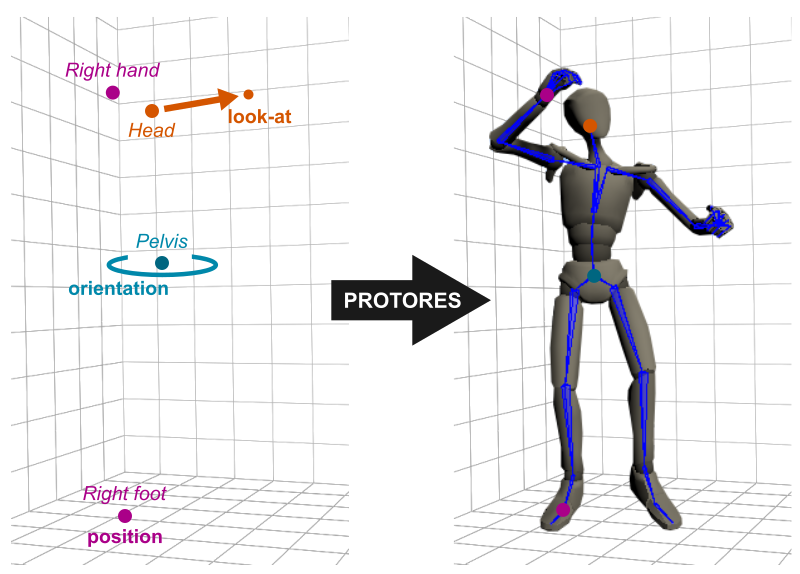 Right hand
look-at
Head
Pelvis
orientation
PROTORES
Right foot
position